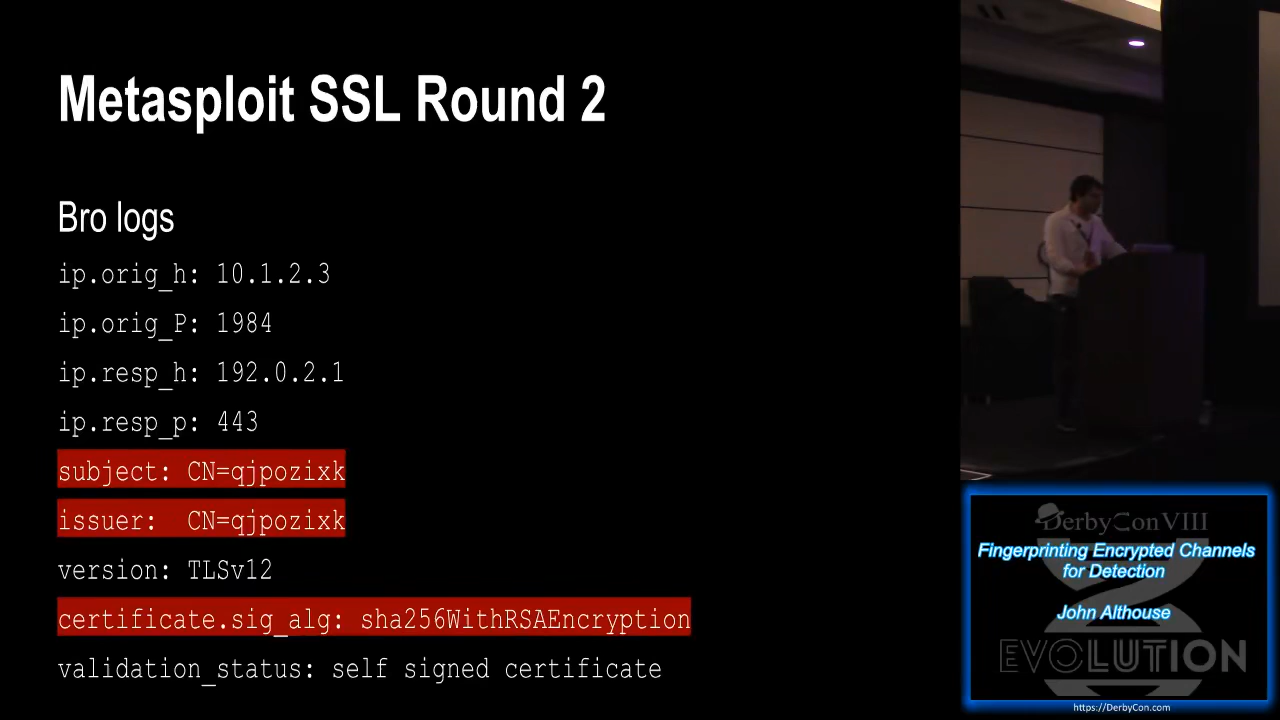 Metasploit SSL Round 2
Bro logs
ip.orig_h: 10.1.2.3
ip.orig_P: 1984
ip.resp_h: 192.0.2.1
ip.resp_p: 443
subject: CN=qjpozixk
issuer:  CN=qjpozixk
version: TLSv12
certificate.sig_alg: sha256WithRSAEncryption
validation_status: self signed certificate
DerbyCon VIII
Fingerprinting Encrypted Channels
for Detection
John Althouse
EVOLUTION
https://DerbyCon.com